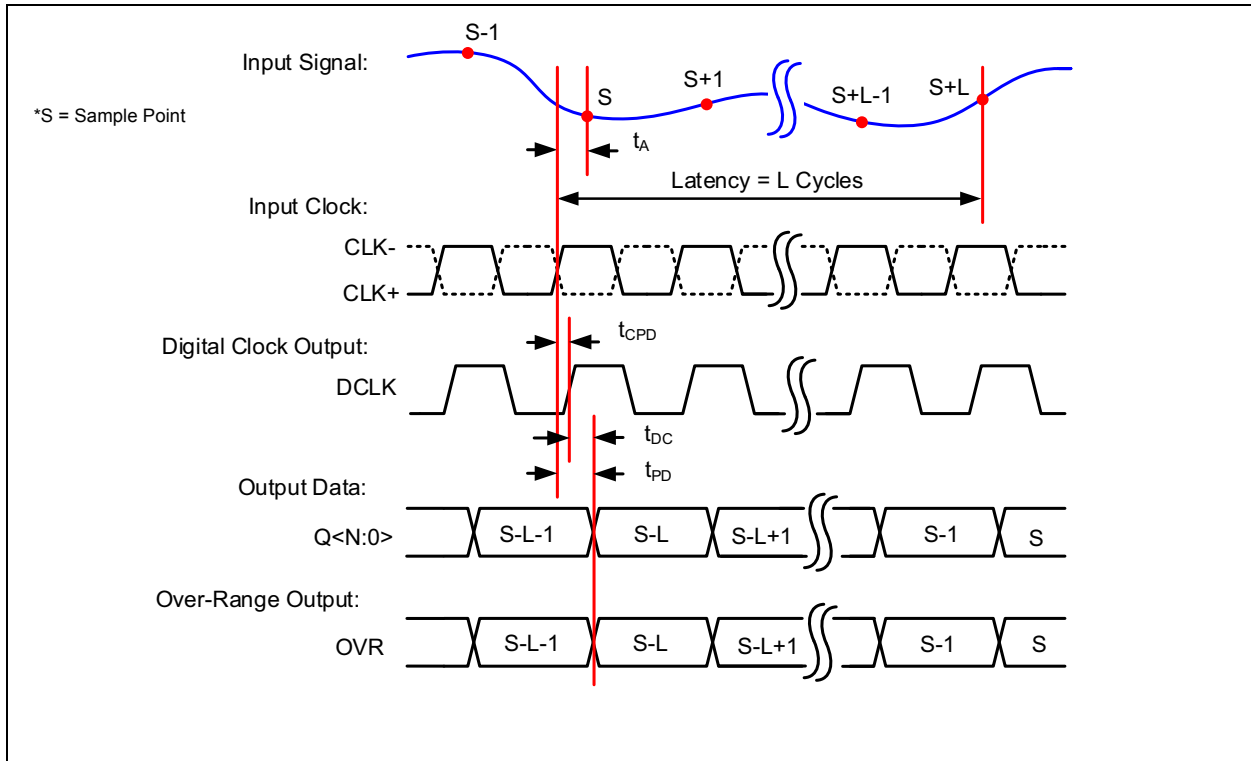 S-1
Input Signal:
S
S+1
S+L-1
S+L
*S = Sample Point
tA
Latency = L Cycles
Input Clock:
CLK-
CLK+
tCPD
Digital Clock Output:
DCLK
tDC
tPD
Output Data:
Q<N:0>
S-L-1
S-L
S-L+1
S-1
S
Over-Range Output:
OVR
S-L-1
S-L
S-L+1
S-1
S